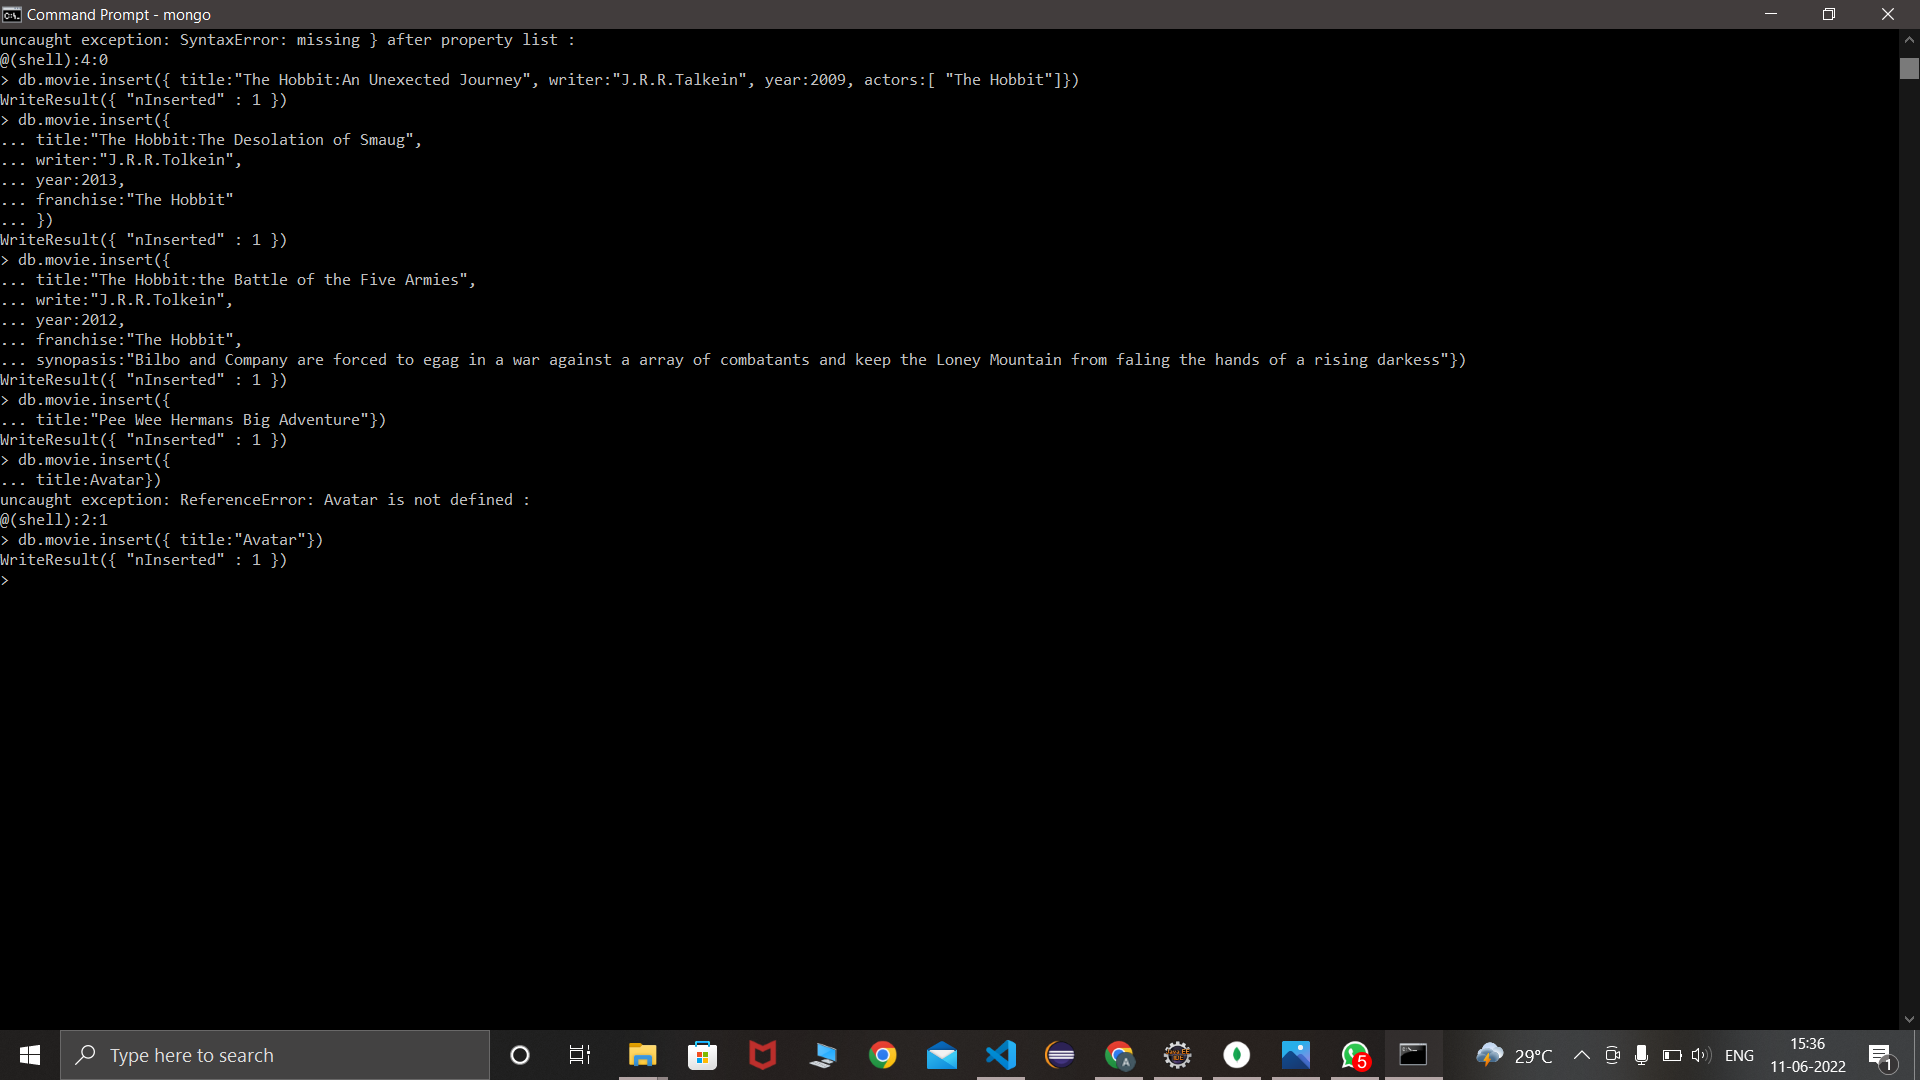 Command Prompt - mongo
uncaught exception: SyntaxError: missing } after property list :
@(shell):4:0
> db.movie.insert({ title:"The Hobbit:An Unexected Journey", writer:"J.R.R.Talkein", year:2009, actors:[ "The Hobbit"]})
WriteResult({ "nInserted" : 1 })
> db.movie.insert({
... title:"The Hobbit:The Desolation of Smaug",
... writer:"J.R.R.Tolkein",
... year:2013,
... franchise:"The Hobbit"
... })
WriteResult({ "nInserted" : 1 })
> db.movie.insert({
... title:"The Hobbit:the Battle of the Five Armies",
... write:"J.R.R.Tolkein",
... year:2012,
... franchise:"The Hobbit",
... synopasis:"Bilbo and Company are forced to egag in a war against a array of combatants and keep the Loney Mountain from faling the hands of a rising darkess"})
WriteResult({ "nInserted" : 1 })
> db.movie.insert({
... title:"Pee Wee Hermans Big Adventure"})
WriteResult({ "nInserted" : 1 })
> db.movie.insert({
... title:Avatar})
uncaught exception: ReferenceError: Avatar is not defined :
@(shell):2:1
> db.movie.insert({ title:"Avatar"})
WriteResult({ "nInserted" : 1 })
>
Type here to search
5
29°C
ENG
15:36
11-06-2022
1